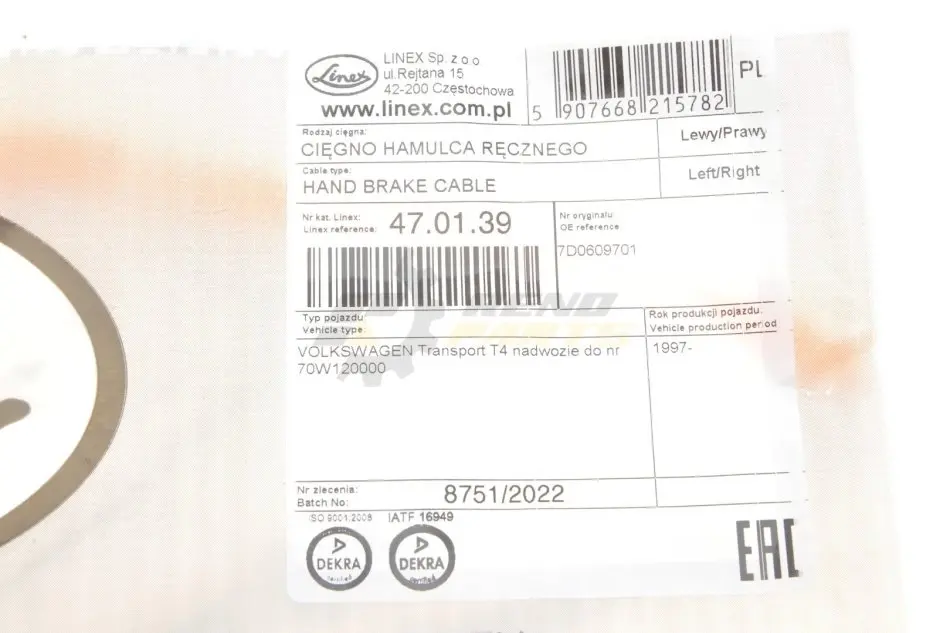 Linex
LINEX Sp. z o.o
ul.Rejtana 15
42-200 Częstochowa
www.linex.com.pl
5 907668 215782
PL
Rodzaj cięgna:
CIĘGNO HAMULCA RĘCZNEGO
Lewy/Prawy
Cable type:
HAND BRAKE CABLE
Left/Right
Nr kat. Linex:
Linex reference:
47.01.39
Nr oryginału
OE reference
7D0609701
Typ pojazdu
Vehicle type:
Rok produkcji pojazdu:
Vehicle production period
VOLKSWAGEN Transport T4 nadwozie do nr
70W120000
1997-
Nr zlecenia:
Batch No:
8751/2022
ISO 9001:2008
IATF 16949
DEKRA
Certified
DEKRA
Certified
EAC